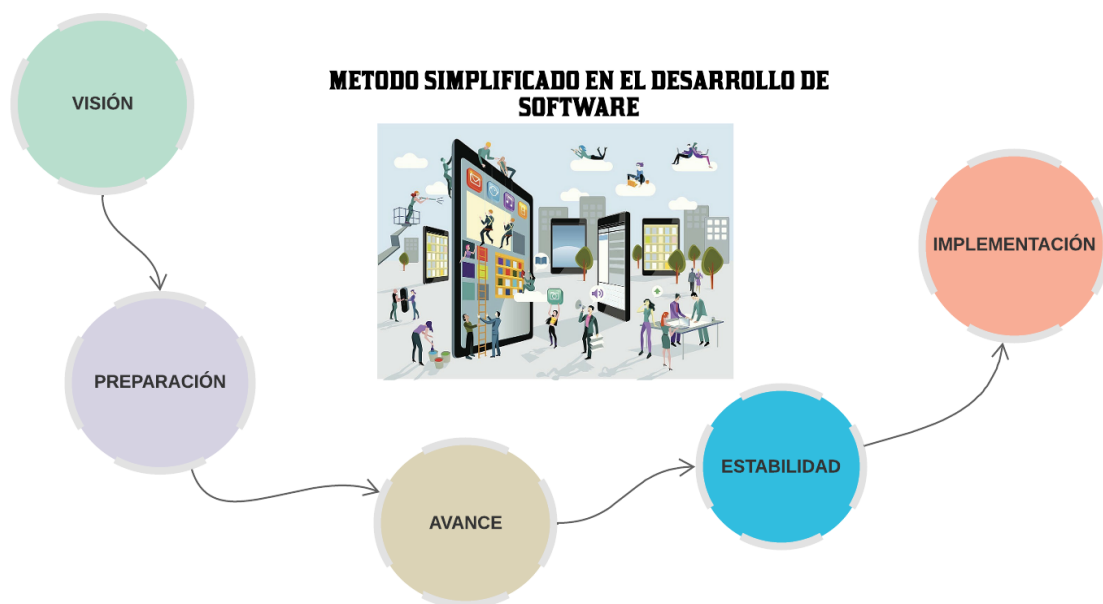 METODO SIMPLIFICADO EN EL DESARROLLO DE
SOFTWARE
VISIÓN
PREPARACIÓN
AVANCE
ESTABILIDAD
IMPLEMENTACIÓN